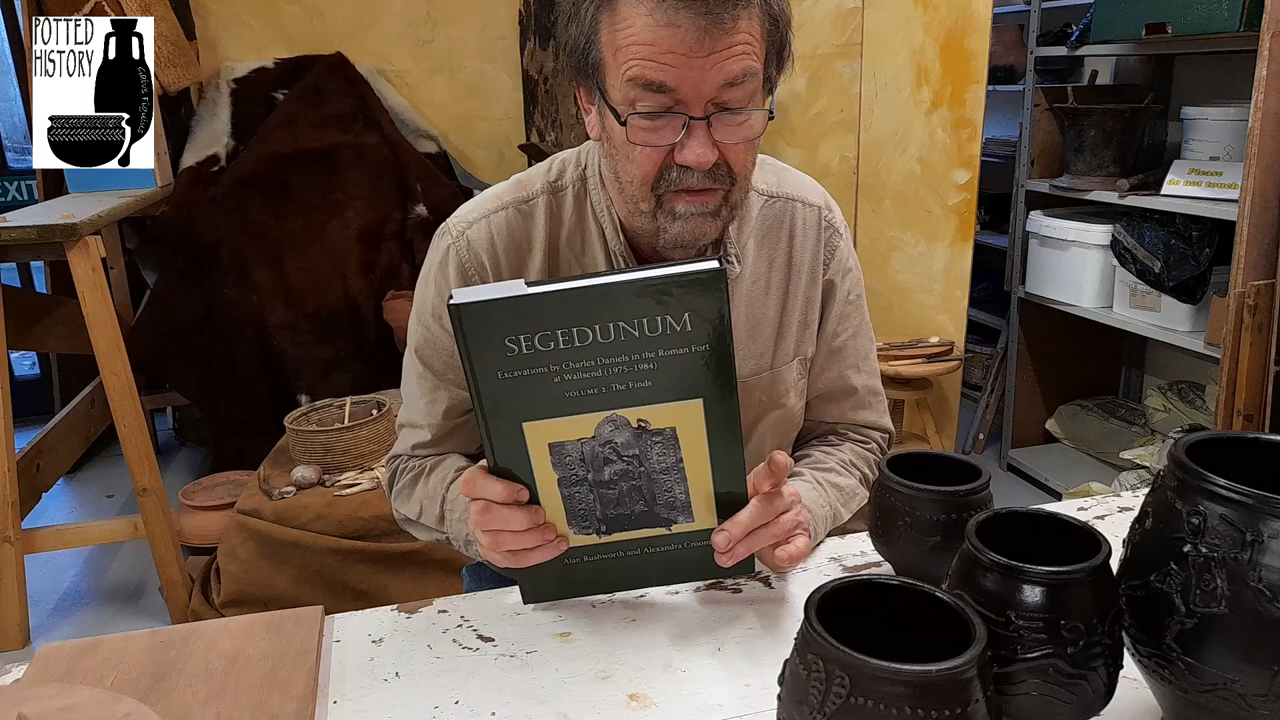 POTTED
HISTORY
EXIT
Please
do not touch
SEGEDUNUM
Excavations by Charles Daniels in the Roman Fort
at Wallsend (1975–1984)
VOLUME 2: The Finds
Alan Rushworth and Alexandra Croom